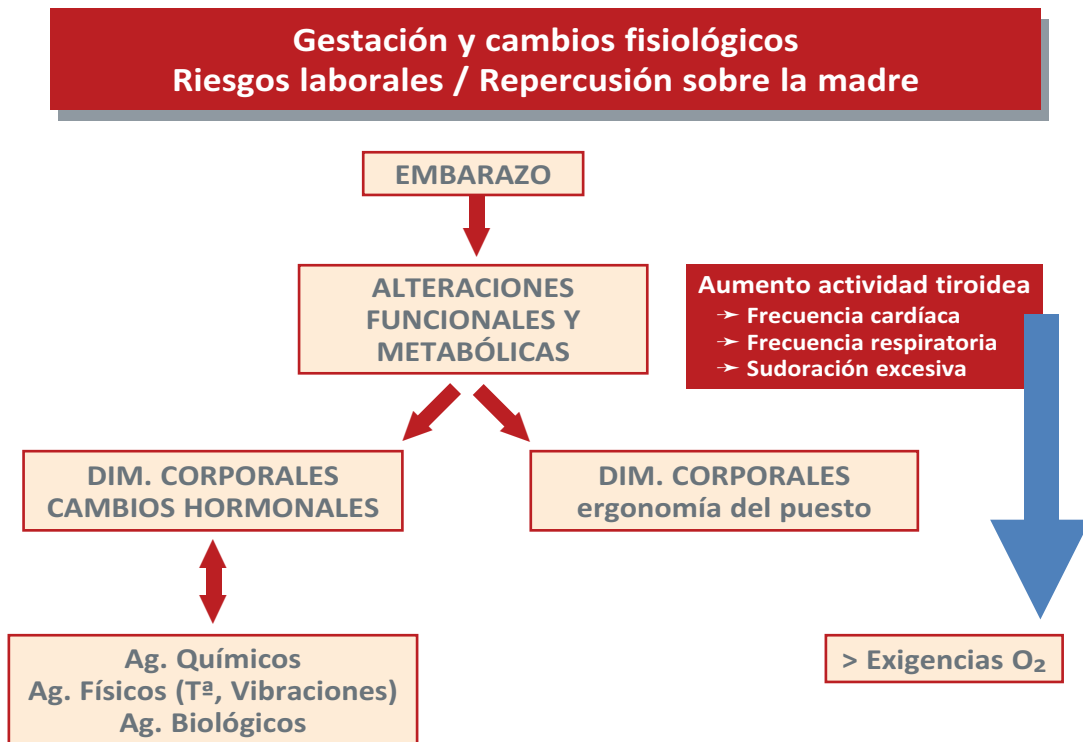 Gestación y cambios fisiológicos
Riesgos laborales / Repercusión sobre la madre
EMBARAZO
ALTERACIONES
FUNCIONALES Y
METABÓLICAS
Aumento actividad tiroidea
➛ Frecuencia cardíaca
➛ Frecuencia respiratoria
➛ Sudoración excesiva
DIM. CORPORALES
CAMBIOS HORMONALES
DIM. CORPORALES
ergonomía del puesto
Ag. Químicos
Ag. Físicos (Tª, Vibraciones)
Ag. Biológicos
> Exigencias O₂